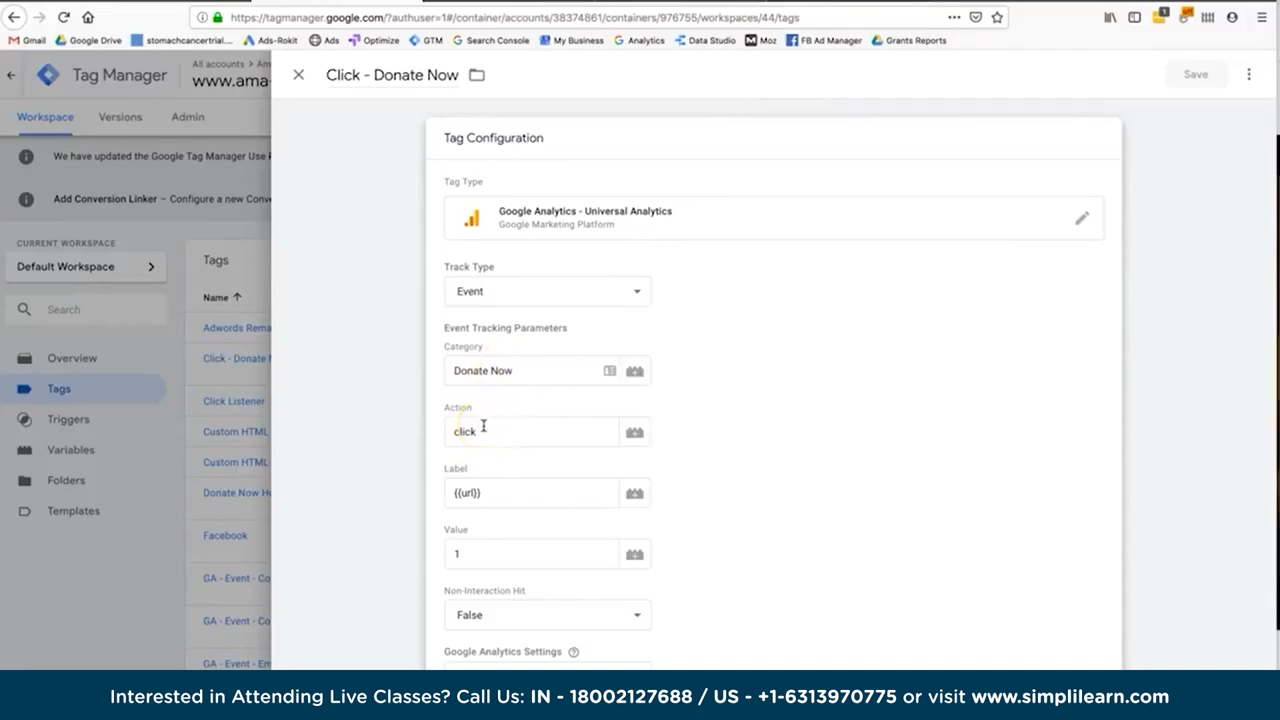 https://tagmanager.google.com/?authuser=1#/container/accounts/38374861/containers/976755/workspaces/44/tags
Gmail Google Drive stomachcancertrial.... Ads-Rokit Ads Optimize GTM Search Console My Business Analytics Data Studio Moz FB Ad Manager Grants Reports
Tag Manager
All accounts > Am
www.ama
Click - Donate Now
Save
Workspace Versions Admin
We have updated the Google Tag Manager Use
Add Conversion Linker – Configure a new Conv
CURRENT WORKSPACE
Default Workspace
Search
Overview
Tags
Triggers
Variables
Folders
Templates
Tags
Name
Adwords Rema
Click - Donate
Click Listener
Custom HTML
Custom HTML
Donate Now Ho
Facebook
GA - Event - Co
GA - Event - Co
GA - Event - Em
Tag Configuration
Tag Type
Google Analytics - Universal Analytics
Google Marketing Platform
Track Type
Event
Event Tracking Parameters
Category
Donate Now
Action
click
Label
{{url}}
Value
1
Non-Interaction Hit
False
Google Analytics Settings
Interested in Attending Live Classes? Call Us: IN - 18002127688 / US - +1-6313970775 or visit www.simplilearn.com